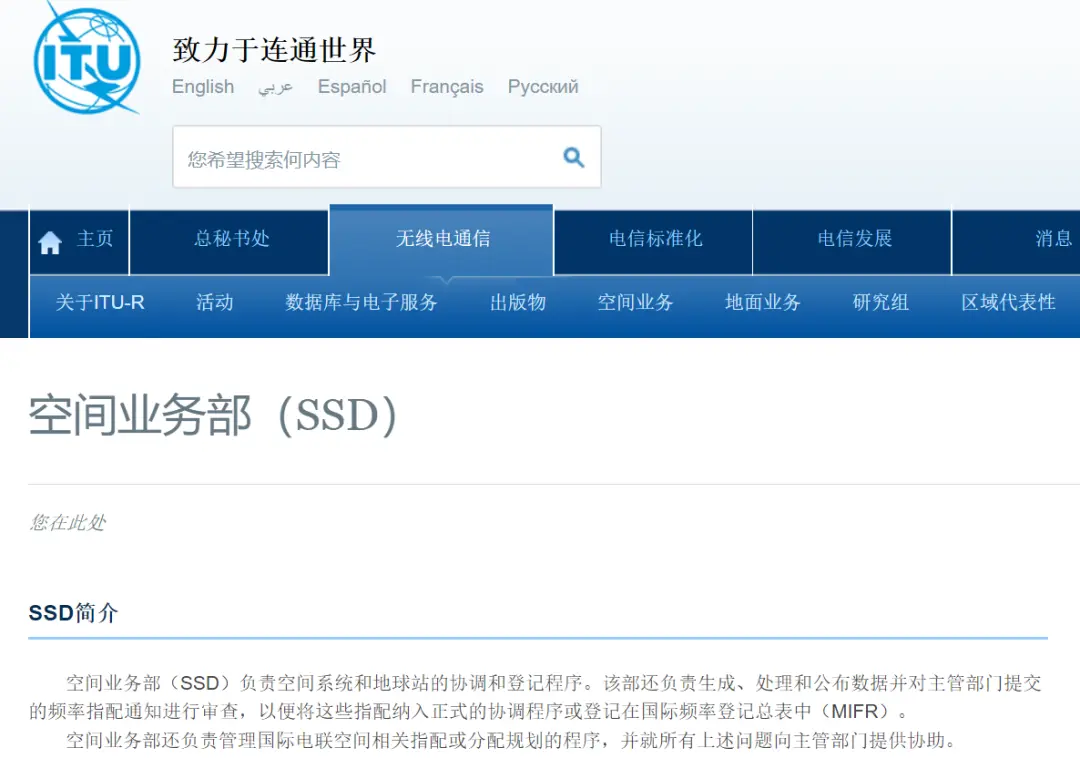 ITU
致力于连通世界
English عربي Español Français Русский
您希望搜索何内容
主页 总秘书处 无线电通信 电信标准化 电信发展 消息
关于ITU-R 活动 数据库与电子服务 出版物 空间业务 地面业务 研究组 区域代表性
空间业务部（SSD）
您在此处
SSD简介
空间业务部（SSD）负责空间系统和地球站的协调和登记程序。该部还负责生成、处理和公布数据并对主管部门提交
的频率指配通知进行审查，以便将这些指配纳入正式的协调程序或登记在国际频率登记总表中（MIFR）。
空间业务部还负责管理国际电联空间相关指配或分配规划的程序，并就所有上述问题向主管部门提供协助。